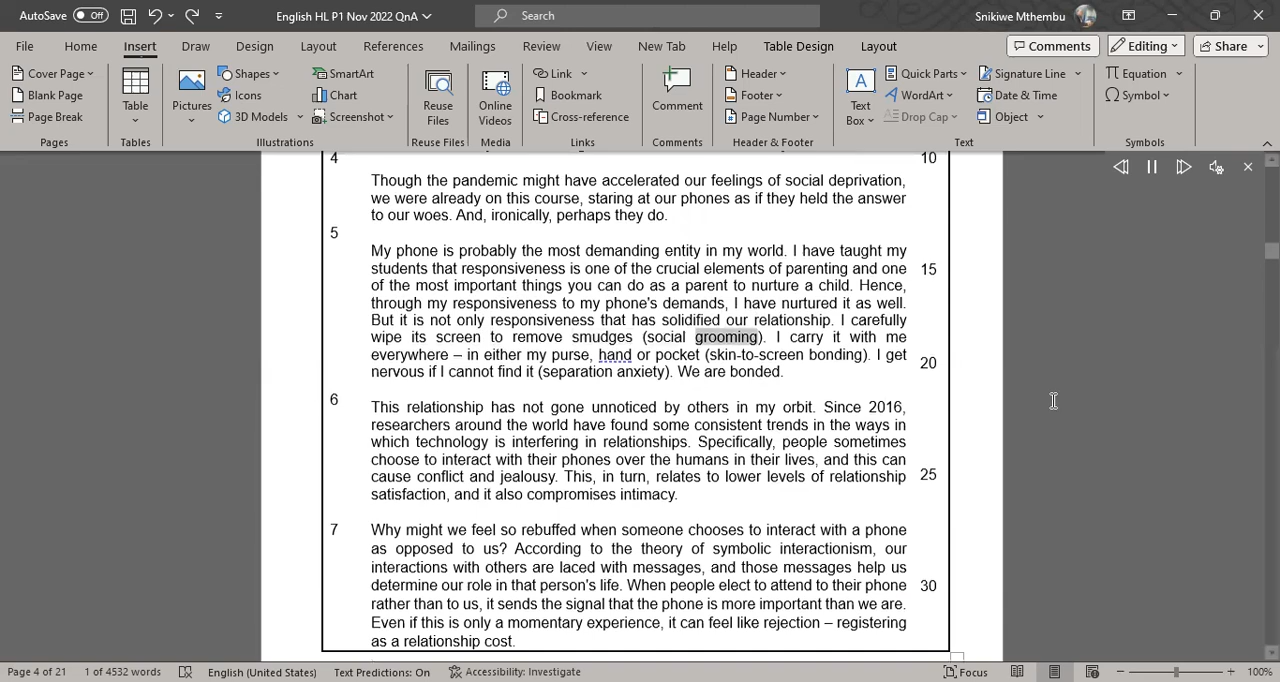 AutoSave Off English HL P1 Nov 2022 QnA Search Snikwe Mthembu
File Home Insert Draw Design Layout References Mailings Review View New Tab Help Table Design Layout Comments Editing Share
Cover Page
Blank Page
Page Break
Pages
Table
Tables
Pictures
Shapes
Icons
3D Models
SmartArt
Chart
Screenshot
Illustrations
Reuse
Files
Reuse Files
Online
Videos
Media
Link
Bookmark
Cross-reference
Links
Comment
Comments
Header
Footer
Page Number
Header & Footer
Text
Box
Quick Parts
WordArt
Drop Cap
Signature Line
Date & Time
Object
Text
Equation
Symbol
Symbols
4 10
Though the pandemic might have accelerated our feelings of social deprivation,
we were already on this course, staring at our phones as if they held the answer
to our woes. And, ironically, perhaps they do.
5
My phone is probably the most demanding entity in my world. I have taught my
students that responsiveness is one of the crucial elements of parenting and one 15
of the most important things you can do as a parent to nurture a child. Hence,
through my responsiveness to my phone's demands, I have nurtured it as well.
But it is not only responsiveness that has solidified our relationship. I carefully
wipe its screen to remove smudges (social grooming). I carry it with me
everywhere – in either my purse, hand or pocket (skin-to-screen bonding). I get 20
nervous if I cannot find it (separation anxiety). We are bonded.
6 This relationship has not gone unnoticed by others in my orbit. Since 2016,
researchers around the world have found some consistent trends in the ways in
which technology is interfering in relationships. Specifically, people sometimes
choose to interact with their phones over the humans in their lives, and this can
cause conflict and jealousy. This, in turn, relates to lower levels of relationship 25
satisfaction, and it also compromises intimacy.
7 Why might we feel so rebuffed when someone chooses to interact with a phone
as opposed to us? According to the theory of symbolic interactionism, our
interactions with others are laced with messages, and those messages help us
determine our role in that person's life. When people elect to attend to their phone 30
rather than to us, it sends the signal that the phone is more important than we are.
Even if this is only a momentary experience, it can feel like rejection – registering
as a relationship cost.
Page 4 of 21 1 of 4532 words English (United States) Text Predictions: On Accessibility: Investigate Focus 100%